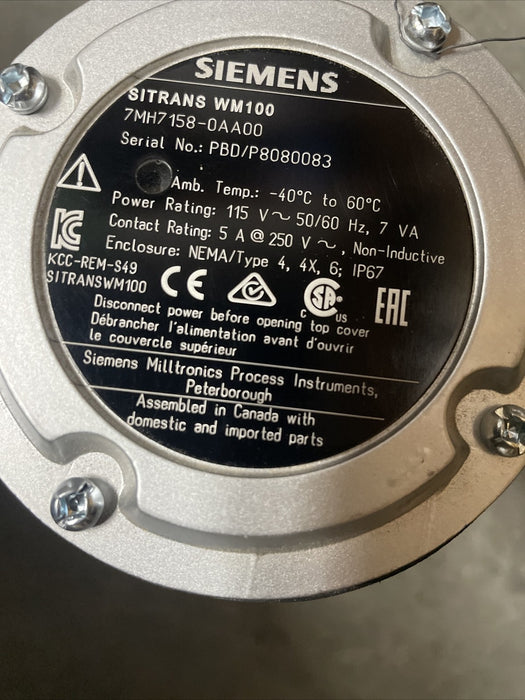 SIEMENS
SITRANS WM100
7MH7158-0AA00
Serial No.: PBD/P8080083
Amb. Temp.: -40°C to 60°C
Power Rating: 115 V ~ 50/60 Hz, 7 VA
Contact Rating: 5 A @ 250 V ~, Non-Inductive
Enclosure: NEMA/Type 4, 4X, 6; IP67
KCC-REM-S49
SITRANSWM100
CE
C SA US
EAC
Disconnect power before opening top cover
Débrancher l'alimentation avant d'ouvrir
le couvercle supérieur
Siemens Milltronics Process Instruments,
Peterborough
Assembled in Canada with
domestic and imported parts